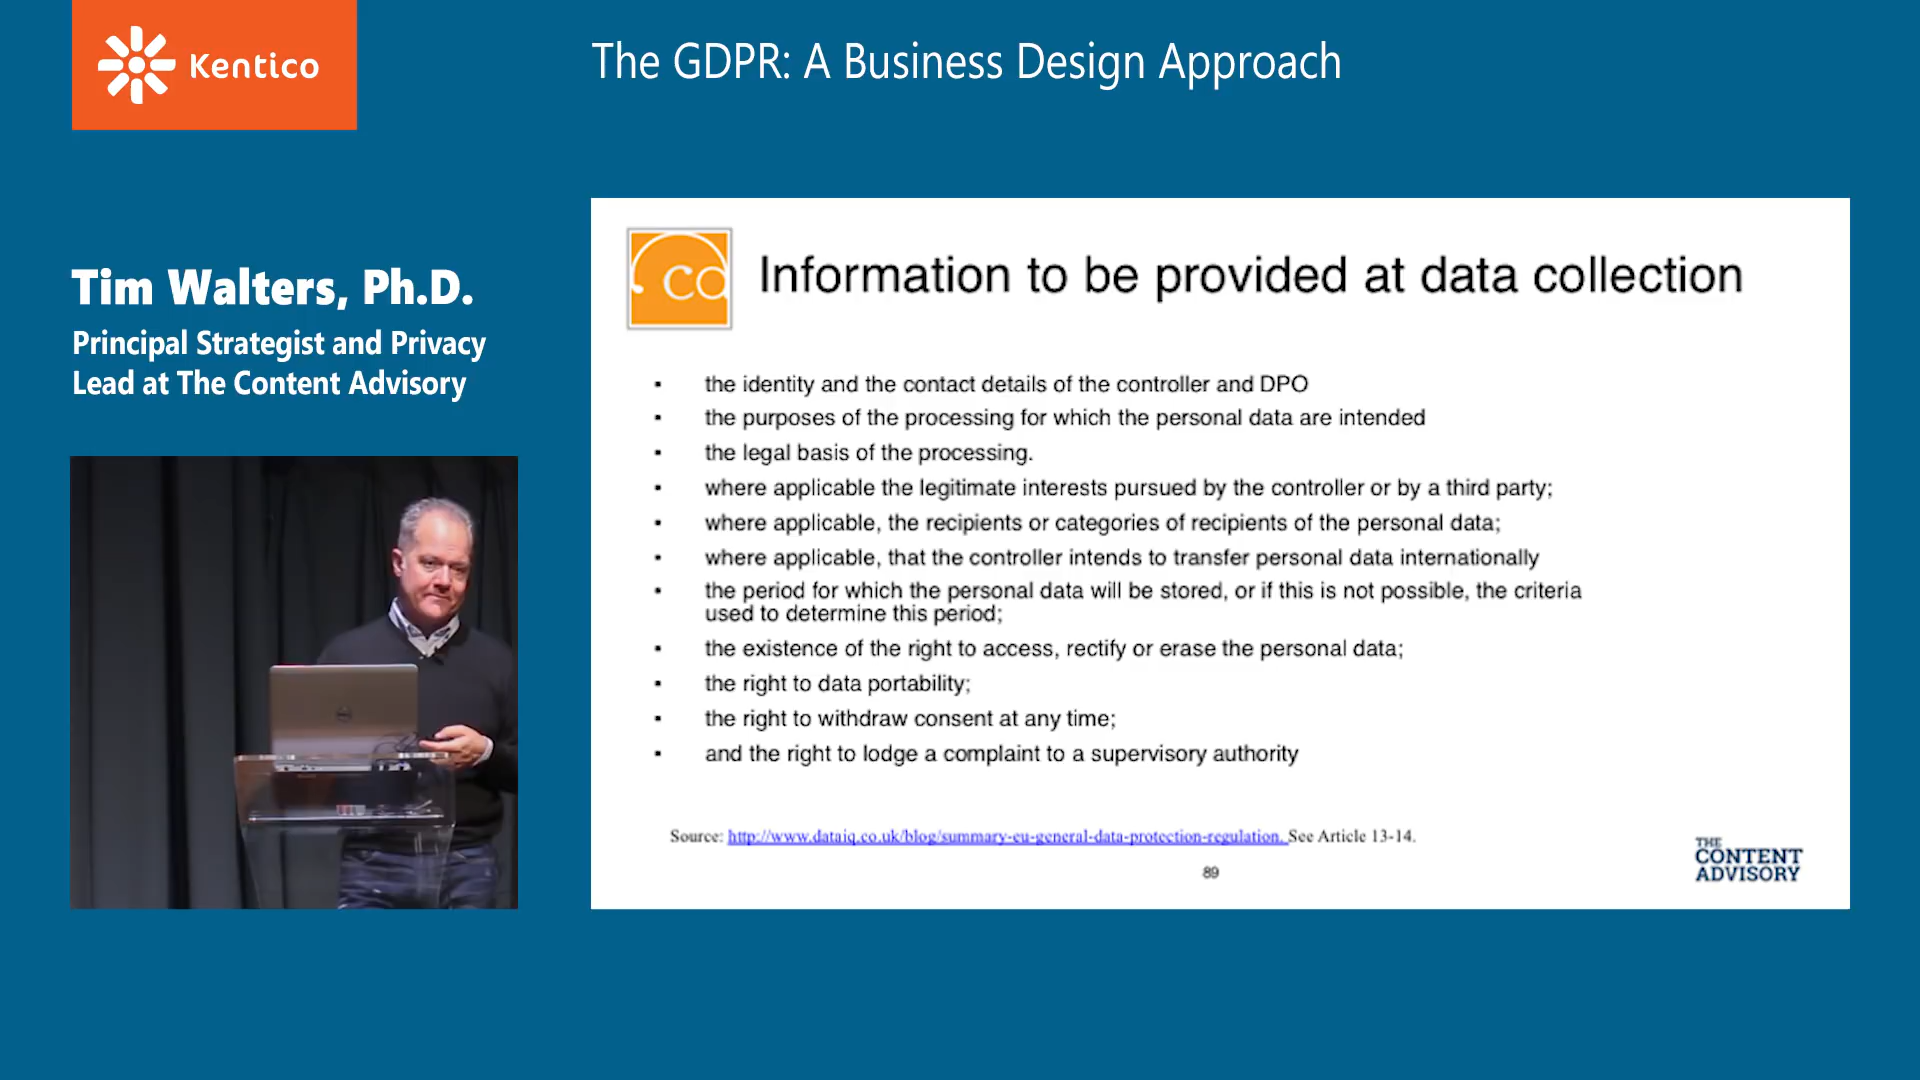 Kentico
The GDPR: A Business Design Approach
Tim Walters, Ph.D.
Principal Strategist and Privacy
Lead at The Content Advisory
ca
Information to be provided at data collection
▪ the identity and the contact details of the controller and DPO
▪ the purposes of the processing for which the personal data are intended
▪ the legal basis of the processing.
▪ where applicable the legitimate interests pursued by the controller or by a third party;
▪ where applicable, the recipients or categories of recipients of the personal data;
▪ where applicable, that the controller intends to transfer personal data internationally
▪ the period for which the personal data will be stored, or if this is not possible, the criteria
used to determine this period;
▪ the existence of the right to access, rectify or erase the personal data;
▪ the right to data portability;
▪ the right to withdraw consent at any time;
▪ and the right to lodge a complaint to a supervisory authority
Source: http://www.dataiq.co.uk/blog/summary-eu-general-data-protection-regulation. See Article 13-14.
89
THE
CONTENT
ADVISORY